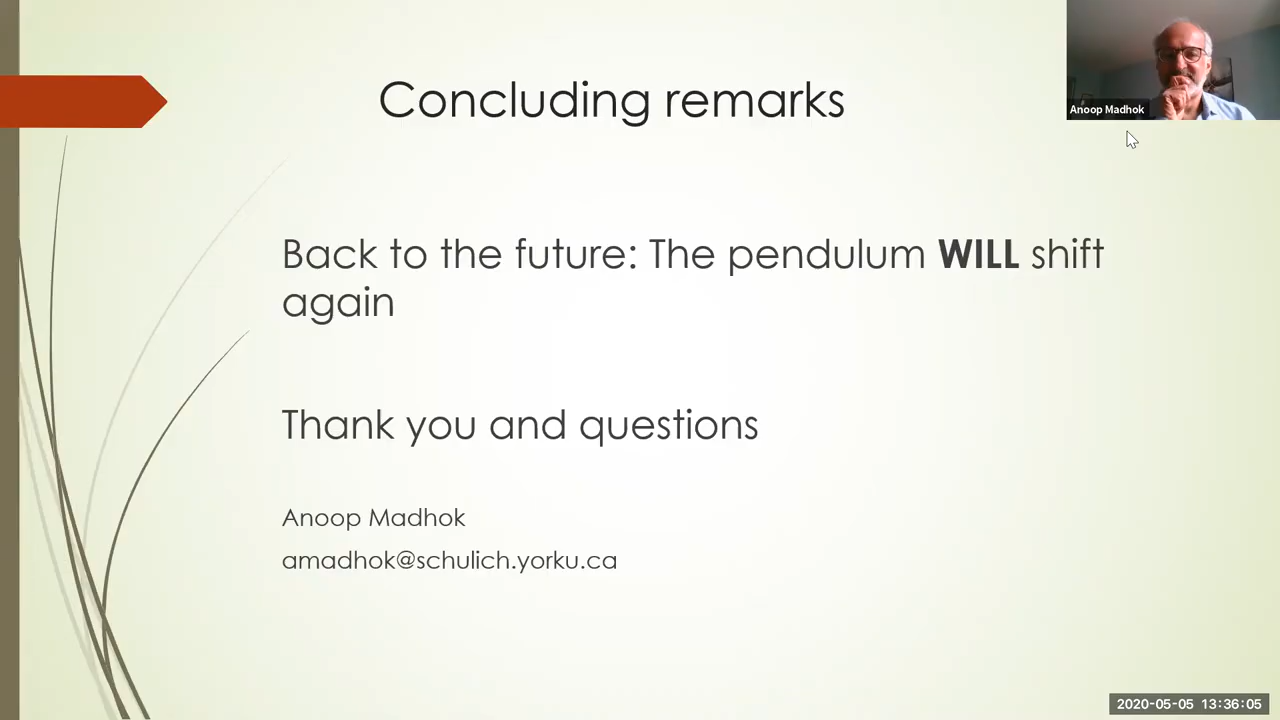 Concluding remarks
Anoop Madhok
Back to the future: The pendulum WILL shift
again
Thank you and questions
Anoop Madhok
amadhok@schulich.yorku.ca
2020-05-05 13:36:05